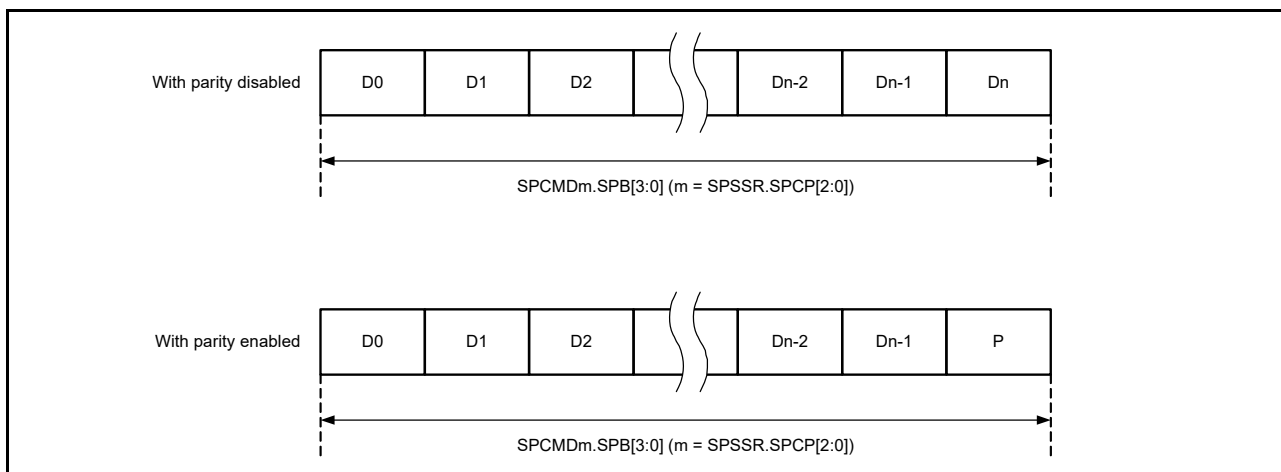 With parity disabled D0 D1 D2 Dn-2 Dn-1 Dn
SPCMDm.SPB[3:0] (m = SPSSR.SPCP[2:0])
With parity enabled D0 D1 D2 Dn-2 Dn-1 P
SPCMDm.SPB[3:0] (m = SPSSR.SPCP[2:0])